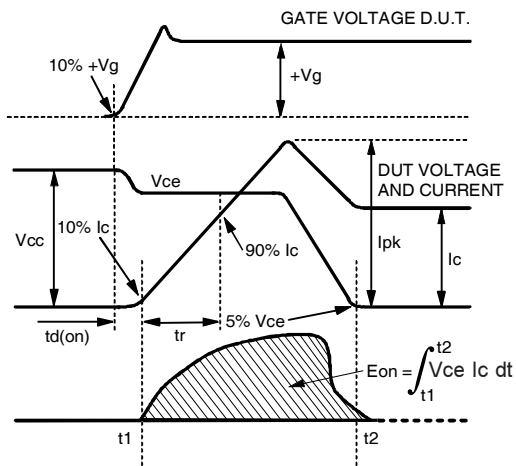 GATE VOLTAGE D.U.T.
10% +Vg
+Vg
Vce
DUT VOLTAGE
AND CURRENT
10% Ic
Vcc
90% Ic
Ipk
Ic
5% Vce
td(on)
tr
Eon = ∫ Vce Ic dt
t2
t1
t1
t2